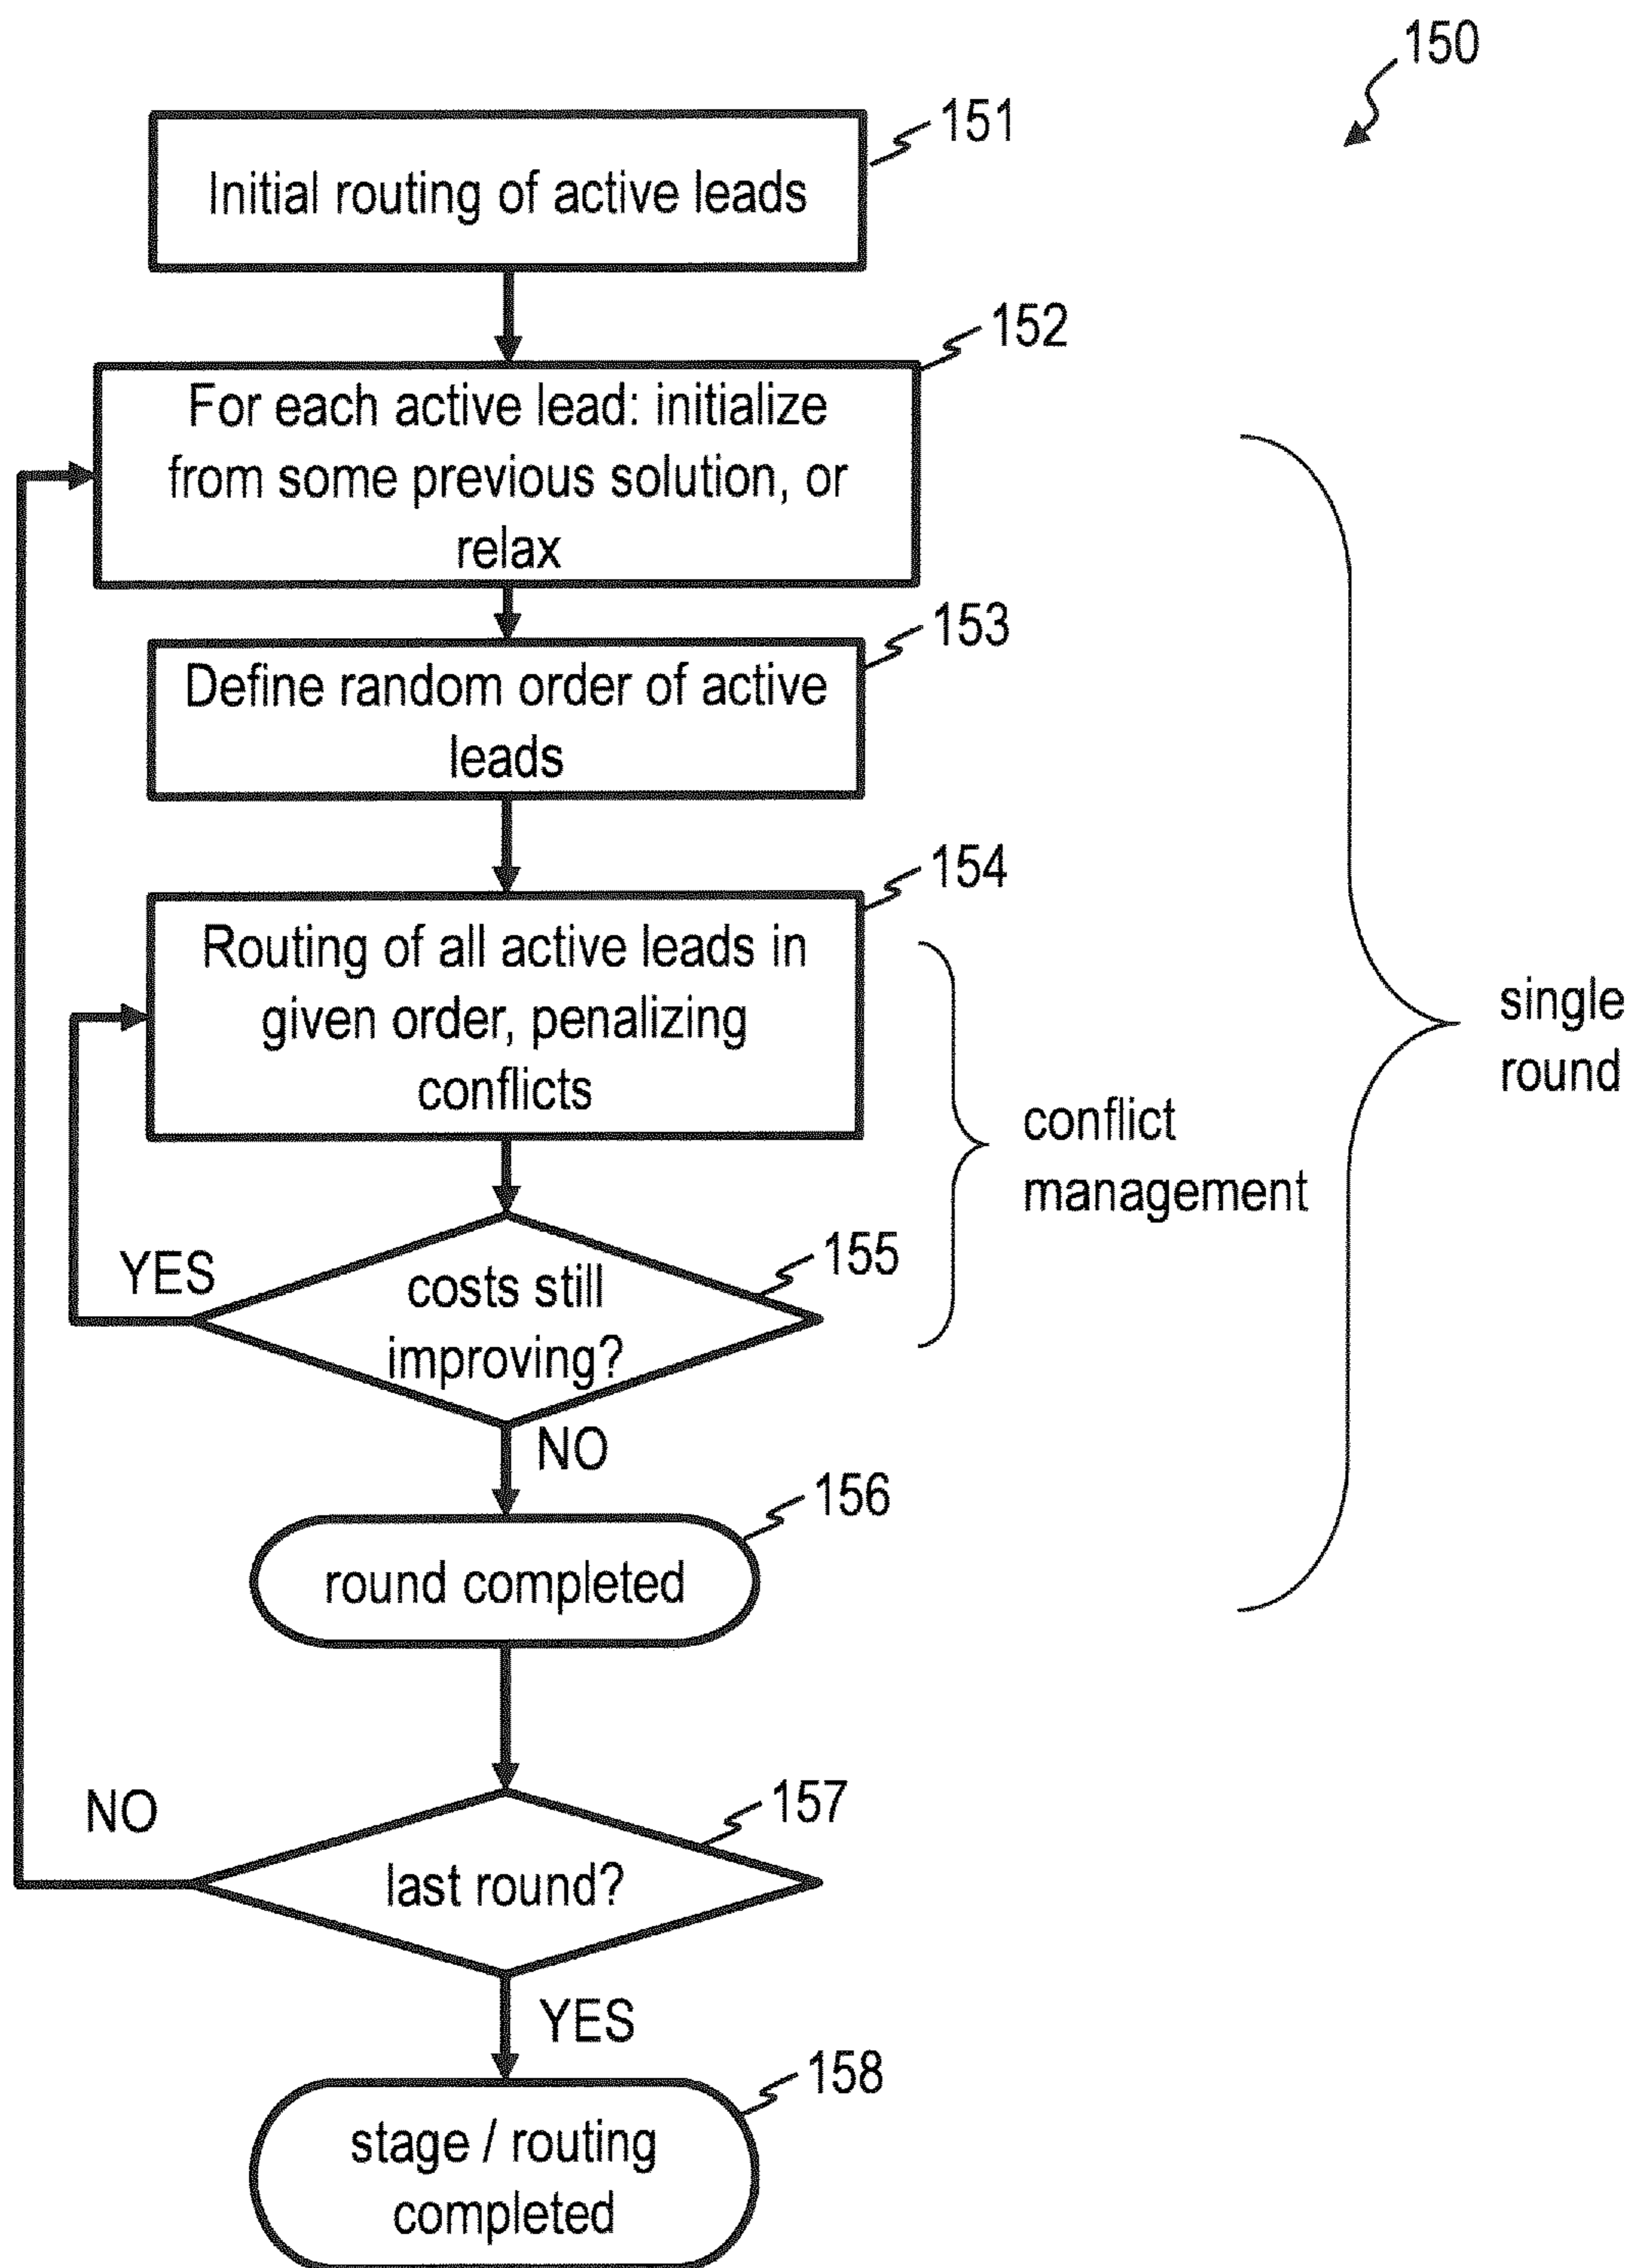 150
151
Initial routing of active leads
152
For each active lead: initialize
from some previous solution, or
relax
153
Define random order of active
leads
154
Routing of all active leads in
given order, penalizing
conflicts
single
round
conflict
management
155
YES
costs still
improving?
NO
156
round completed
157
NO
last round?
YES
158
stage / routing
completed